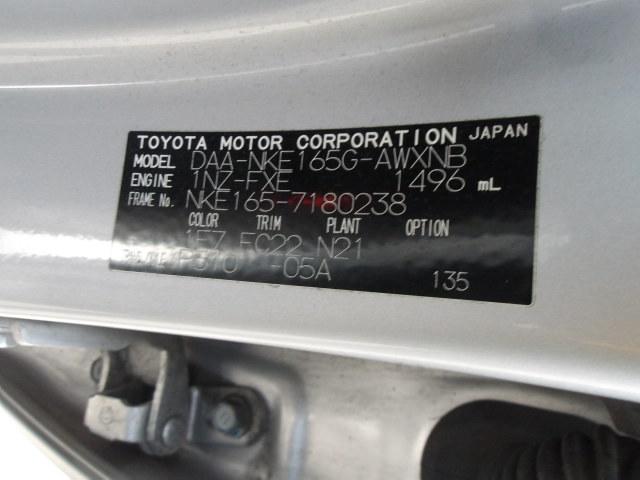 TOYOTA MOTOR CORPORATION JAPAN
MODEL DAA-NKE165G-AWXNB
ENGINE 1NZ-FXE 1496 mL
FRAME No. NKE165-7180238
COLOR TRIM PLANT OPTION
1F7 FC22 N21
P370 -05A
135